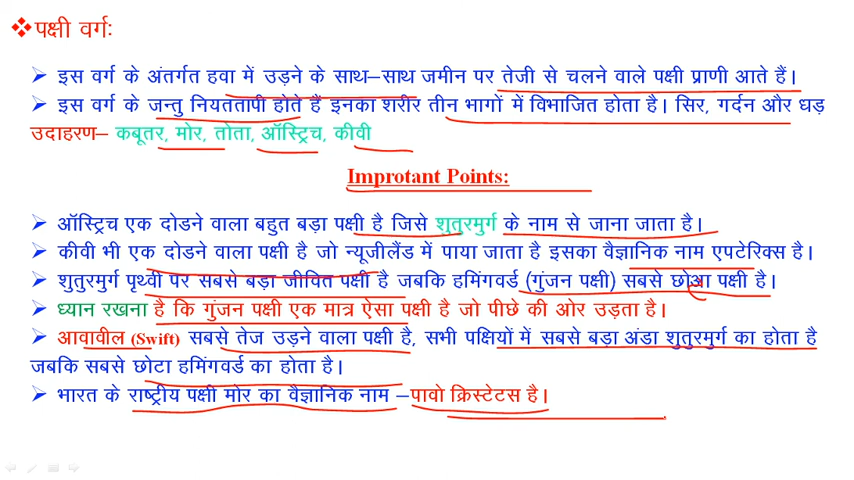 ❖पक्षी वर्ग:
➢ इस वर्ग के अंतर्गत हवा में उड़ने के साथ–साथ जमीन पर तेजी से चलने वाले पक्षी प्राणी आते हैं।
➢ इस वर्ग के जन्तु नियततापी होते हैं इनका शरीर तीन भागों में विभाजित होता है। सिर, गर्दन और धड़
उदाहरण– कबूतर, मोर, तोता, ऑस्ट्रिच, कीवी
Improtant Points:
➢ ऑस्ट्रिच एक दोडने वाला बहुत बड़ा पक्षी है जिसे शुतुरमुर्ग के नाम से जाना जाता है।
➢ कीवी भी एक दोडने वाला पक्षी है जो न्यूजीलैंड में पाया जाता है इसका वैज्ञानिक नाम एपटेरिक्स है।
➢ शुतुरमुर्ग पृथ्वी पर सबसे बड़ा जीवित पक्षी है जबकि हमिंगवर्ड (गुंजन पक्षी) सबसे पक्षी है।
➢ ध्यान रखना है कि गुंजन पक्षी एक मात्र ऐसा पक्षी है जो पीछे की ओर उड़ता है।
➢ आवावील (Swift) सबसे तेज उड़ने वाला पक्षी है, सभी पक्षियों में सबसे बड़ा अंडा शुतुरमुर्ग का होता है
जबकि सबसे छोटा हमिंगवर्ड का होता है।
➢ भारत के राष्ट्रीय पक्षी मोर का वैज्ञानिक नाम –पावो क्रिस्टेटस है।